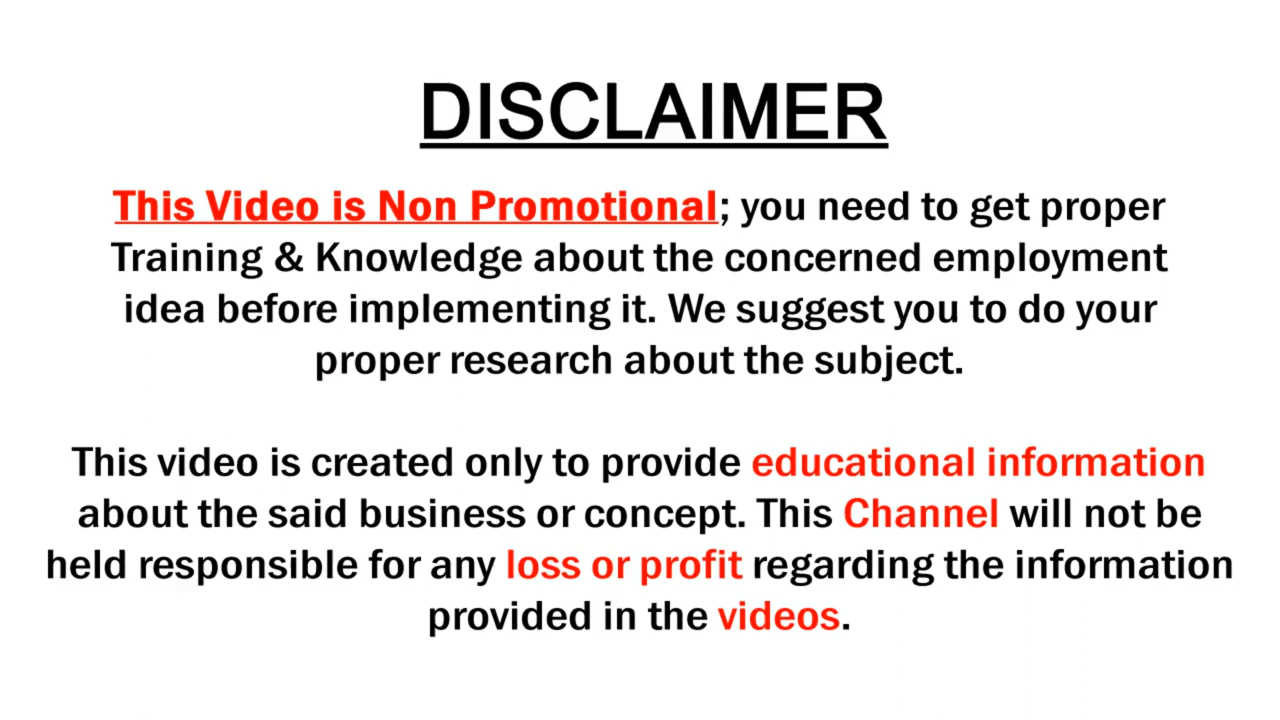 DISCLAIMER
This Video is Non Promotional; you need to get proper
Training & Knowledge about the concerned employment
idea before implementing it. We suggest you to do your
proper research about the subject.
This video is created only to provide educational information
about the said business or concept. This Channel will not be
held responsible for any loss or profit regarding the information
provided in the videos.